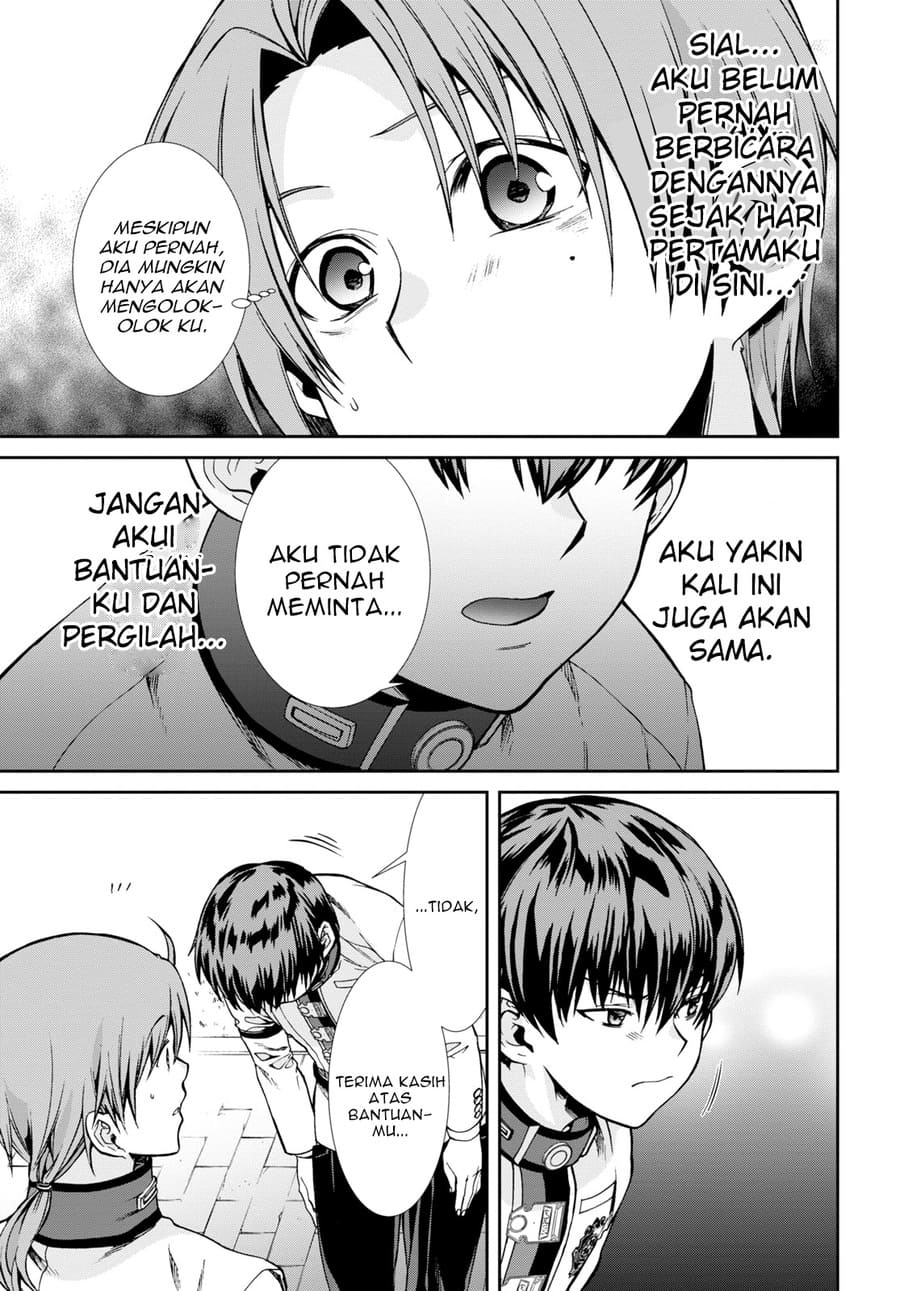 SIAL...
AKU BELUM
PERNAH
BERBICARA
DENGANNYA
SEJAK HARI
PERTAMAKU
DI SINI...
MESKIPUN
AKU PERNAH,
DIA MUNGKIN
HANYA AKAN
MENGOLOK-
OLOK KU.
AKU YAKIN
KALI INI
JUGA AKAN
SAMA.
AKU TIDAK
PERNAH
MEMINTA...
JANGAN
AKUI
BANTUAN-
KU DAN
PERGILAH...
...TIDAK,
TERIMA KASIH
ATAS
BANTUAN-
MU...